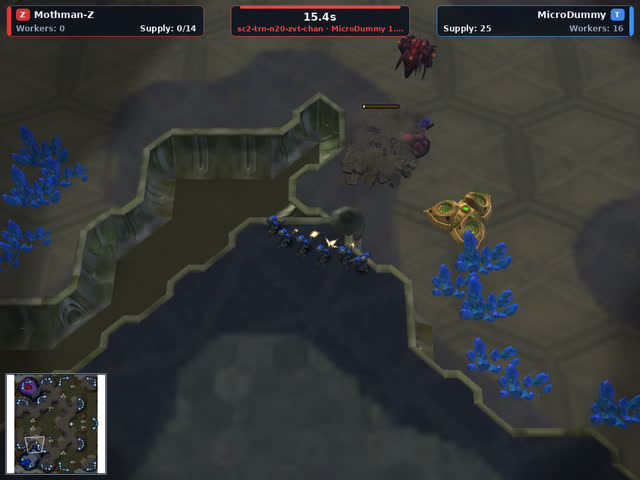 Z Mothman-Z
Workers: 0 Supply: 0/14
15.4s
sc2-trn-n20-zvt-chan · MicroDummy 1....
MicroDummy T
Supply: 25 Workers: 16